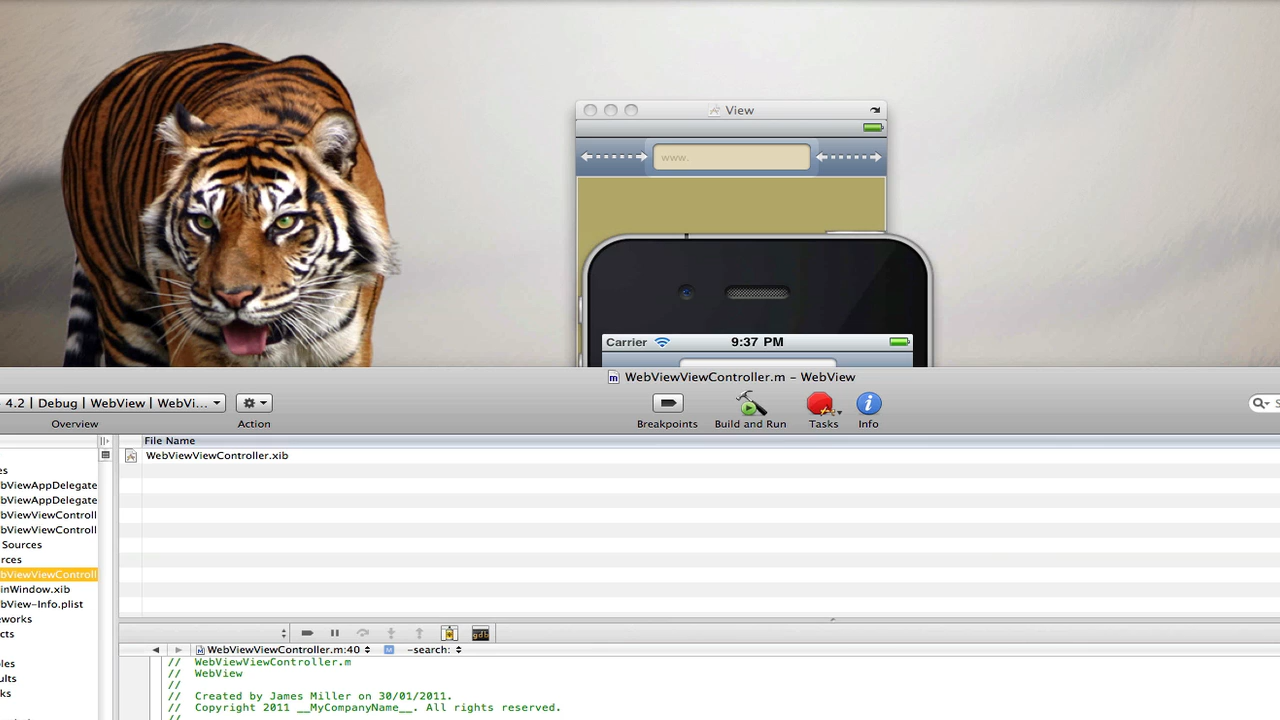 View
www.
Carrier 9:37 PM
WebViewViewController.m – WebView
4.2 | Debug | WebView | WebVi...
Overview
Action
Breakpoints
Build and Run
Tasks
Info
S
File Name
WebViewViewController.xib
es
bViewAppDelegate
bViewAppDelegate
bViewViewControll
bViewViewControll
Sources
rces
bViewViewControll
inWindow.xib
bView-Info.plist
eworks
cts
les
ults
ks
gdb
WebViewViewController.m:40
-search:
// WebViewViewController.m
// WebView
//
// Created by James Miller on 30/01/2011.
// Copyright 2011 __MyCompanyName__. All rights reserved.
//